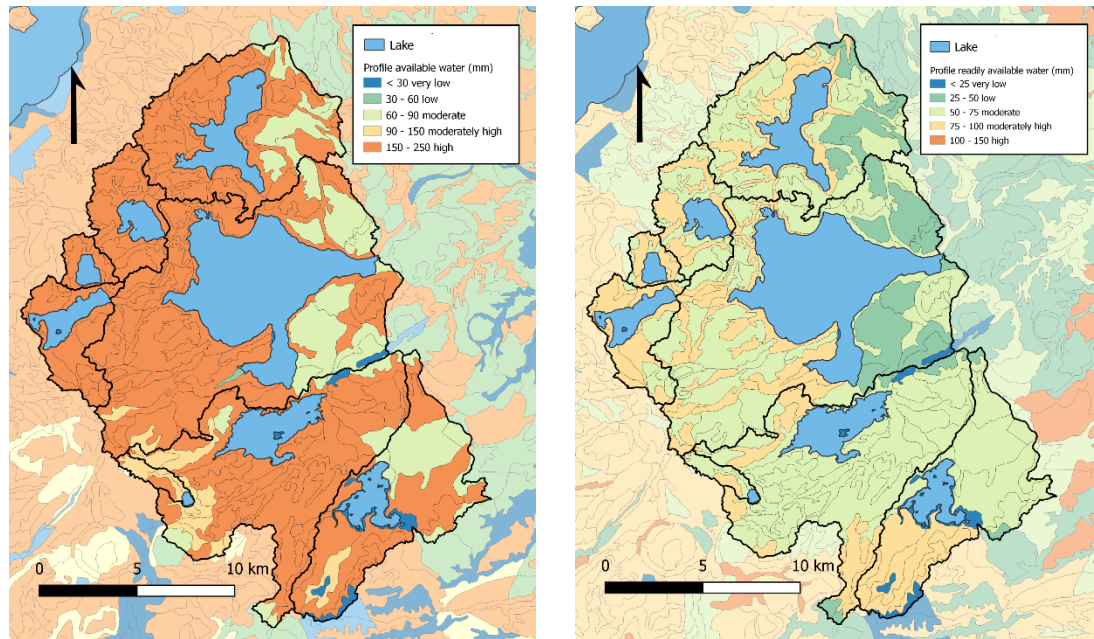 Lake
Profile available water (mm)
< 30 very low
30 - 60 low
60 - 90 moderate
90 - 150 moderately high
150 - 250 high
0 5 10 km
Lake
Profile readily available water (mm)
< 25 very low
25 - 50 low
50 - 75 moderate
75 - 100 moderately high
100 - 150 high
0 5 10 km